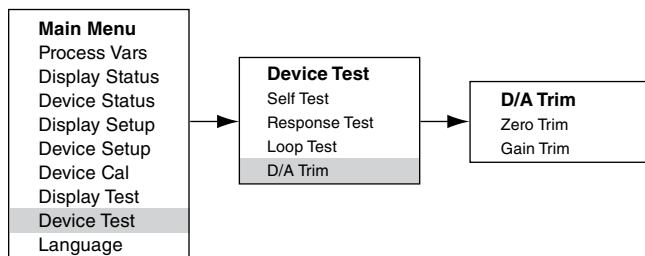 Main Menu
Process Vars
Display Status
Device Status
Display Setup
Device Setup
Device Cal
Display Test
Device Test
Language
Device Test
Self Test
Response Test
Loop Test
D/A Trim
D/A Trim
Zero Trim
Gain Trim